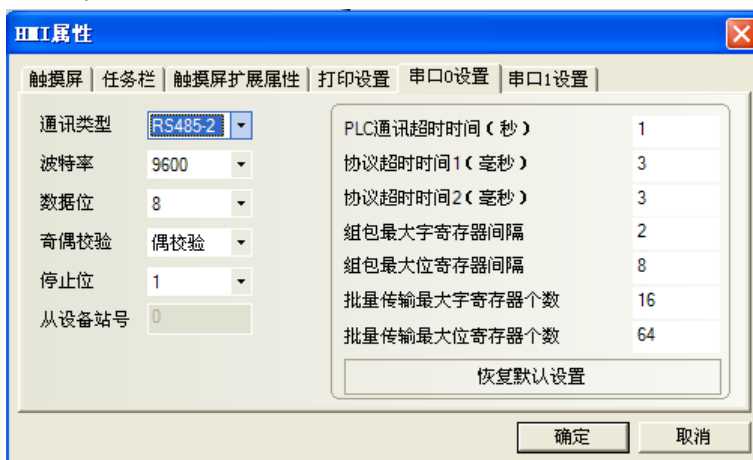 HMI属性
触摸屏 任务栏 触摸屏扩展属性 打印设置 串口0设置 串口1设置
通讯类型 RS485-2
波特率 9600
数据位 8
奇偶校验 偶校验
停止位 1
从设备站号 0
PLC通讯超时时间（秒） 1
协议超时时间1（毫秒） 3
协议超时时间2（毫秒） 3
组包最大字寄存器间隔 2
组包最大位寄存器间隔 8
批量传输最大字寄存器个数 16
批量传输最大位寄存器个数 64
恢复默认设置
确定 取消